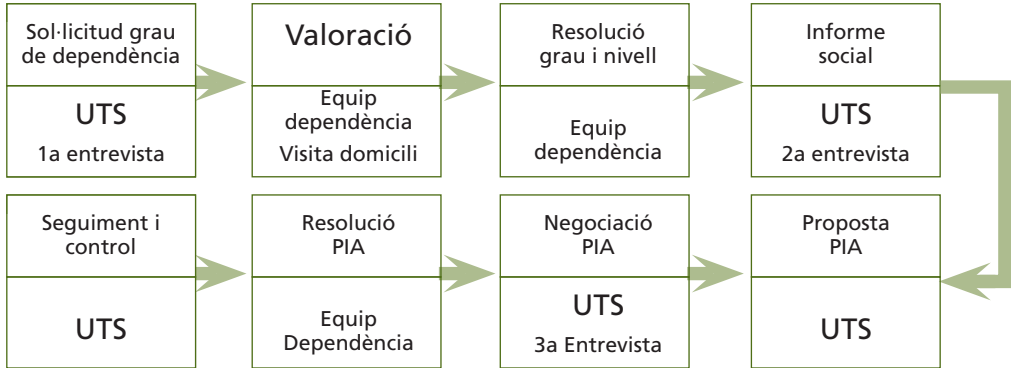 Sol·licitud grau
de dependència
UTS
1a entrevista
Valoració
Equip
dependència
Visita domicili
Resolució
grau i nivell
Equip
dependència
Informe
social
UTS
2a entrevista
Seguiment i
control
UTS
Resolució
PIA
Equip
Dependència
Negociació
PIA
UTS
3a Entrevista
Proposta
PIA
UTS